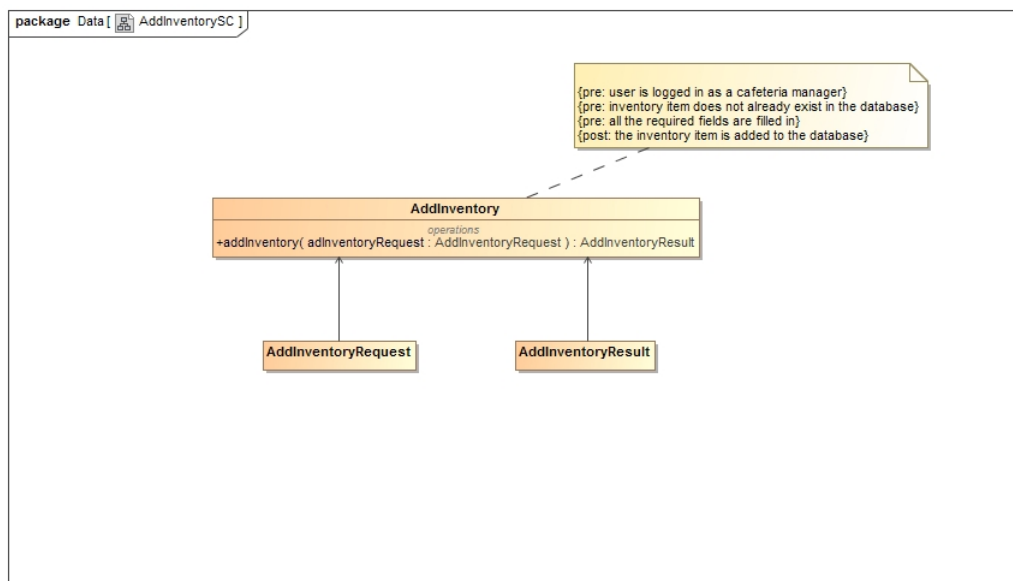 package Data [ AddInventorySC ]
{pre: user is logged in as a cafeteria manager}
{pre: inventory item does not already exist in the database}
{pre: all the required fields are filled in}
{post: the inventory item is added to the database}
AddInventory
operations
+addInventory( adInventoryRequest : AddInventoryRequest ) : AddInventoryResult
AddInventoryRequest
AddInventoryResult